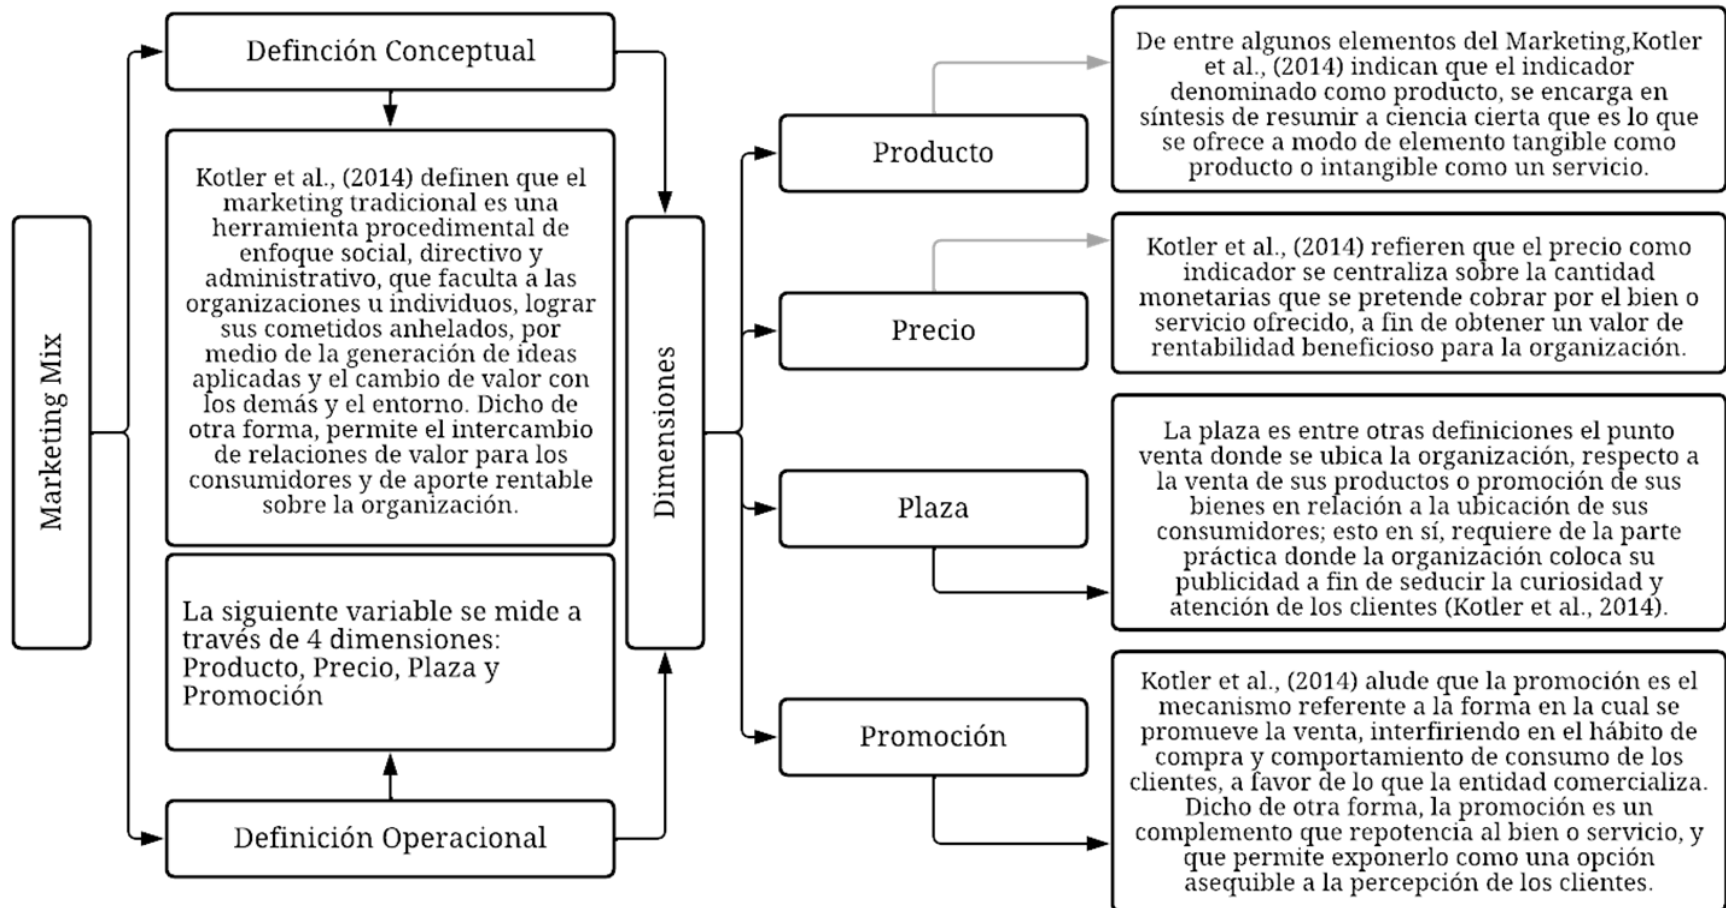 Marketing Mix
Definción Conceptual
Kotler et al., (2014) definen que el
marketing tradicional es una
herramienta procedimental de
enfoque social, directivo y
administrativo, que faculta a las
organizaciones u individuos, lograr
sus cometidos anhelados, por
medio de la generación de ideas
aplicadas y el cambio de valor con
los demás y el entorno. Dicho de
otra forma, permite el intercambio
de relaciones de valor para los
consumidores y de aporte rentable
sobre la organización.
La siguiente variable se mide a
través de 4 dimensiones:
Producto, Precio, Plaza y
Promoción
Definición Operacional
Dimensiones
Producto
De entre algunos elementos del Marketing,Kotler
et al., (2014) indican que el indicador
denominado como producto, se encarga en
síntesis de resumir a ciencia cierta que es lo que
se ofrece a modo de elemento tangible como
producto o intangible como un servicio.
Precio
Kotler et al., (2014) refieren que el precio como
indicador se centraliza sobre la cantidad
monetarias que se pretende cobrar por el bien o
servicio ofrecido, a fin de obtener un valor de
rentabilidad beneficioso para la organización.
Plaza
La plaza es entre otras definiciones el punto
venta donde se ubica la organización, respecto a
la venta de sus productos o promoción de sus
bienes en relación a la ubicación de sus
consumidores; esto en sí, requiere de la parte
práctica donde la organización coloca su
publicidad a fin de seducir la curiosidad y
atención de los clientes (Kotler et al., 2014).
Promoción
Kotler et al., (2014) alude que la promoción es el
mecanismo referente a la forma en la cual se
promueve la venta, interfiriendo en el hábito de
compra y comportamiento de consumo de los
clientes, a favor de lo que la entidad comercializa.
Dicho de otra forma, la promoción es un
complemento que repotencia al bien o servicio, y
que permite exponerlo como una opción
asequible a la percepción de los clientes.